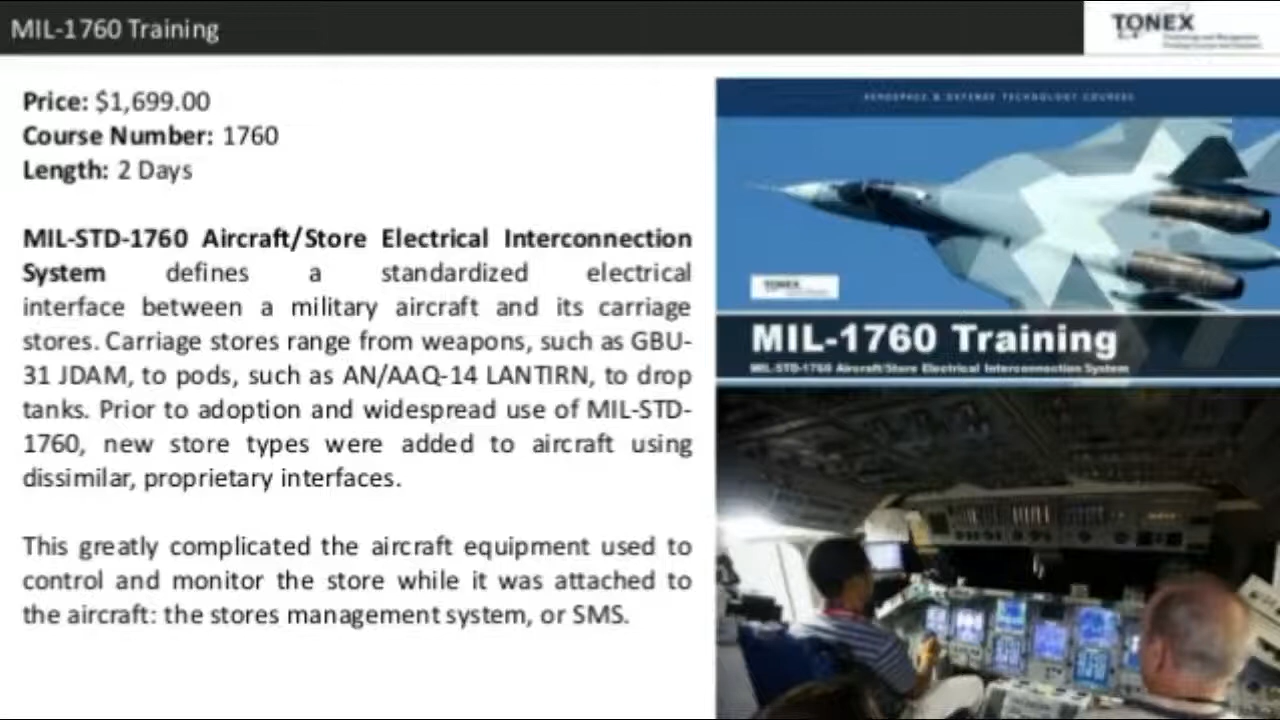 MIL-1760 Training
TONEX
Price: $1,699.00
Course Number: 1760
Length: 2 Days
MIL-STD-1760 Aircraft/Store Electrical Interconnection
System defines a standardized electrical
interface between a military aircraft and its carriage
stores. Carriage stores range from weapons, such as GBU-
31 JDAM, to pods, such as AN/AAQ-14 LANTIRN, to drop
tanks. Prior to adoption and widespread use of MIL-STD-
1760, new store types were added to aircraft using
dissimilar, proprietary interfaces.
This greatly complicated the aircraft equipment used to
control and monitor the store while it was attached to
the aircraft: the stores management system, or SMS.
AEROSPACE & DEFENSE TECHNOLOGY COURSES
TONEX
MIL-1760 Training
MIL-STD-1760 Aircraft/Store Electrical Interconnection System